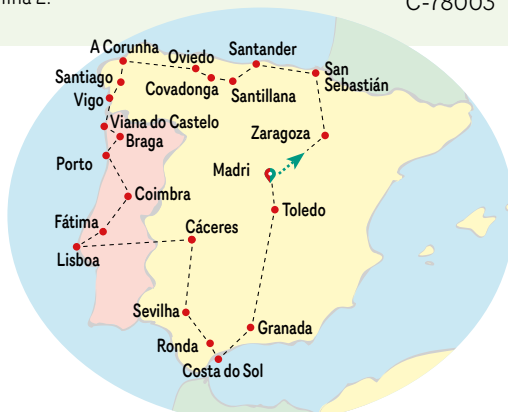 C-78003
A Corunha
Oviedo
Santander
Santiago
Covadonga
Santillana
San
Sebastián
Vigo
Viana do Castelo
Braga
Zaragoza
Porto
Madri
Coimbra
Toledo
Fátima
Cáceres
Lisboa
Sevilha
Granada
Ronda
Costa do Sol